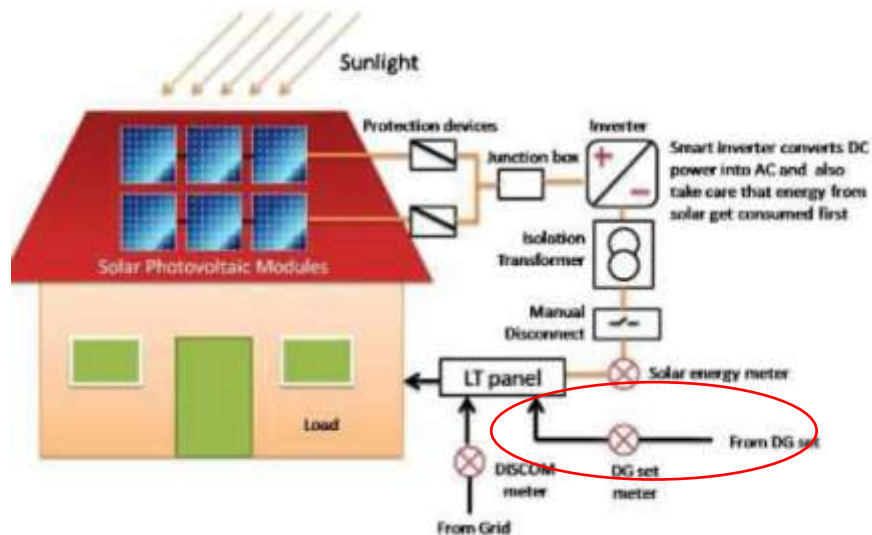 Sunlight
Protection devices
Inverter
Junction box
Smart inverter converts DC
power into AC and also
take care that energy from
solar get consumed first
+
-
Solar Photovoltaic Modules
Isolation
Transformer
Manual
Disconnect
LT panel
Solar energy meter
Load
From DG set
DISCOM
meter
DG set
meter
From Grid